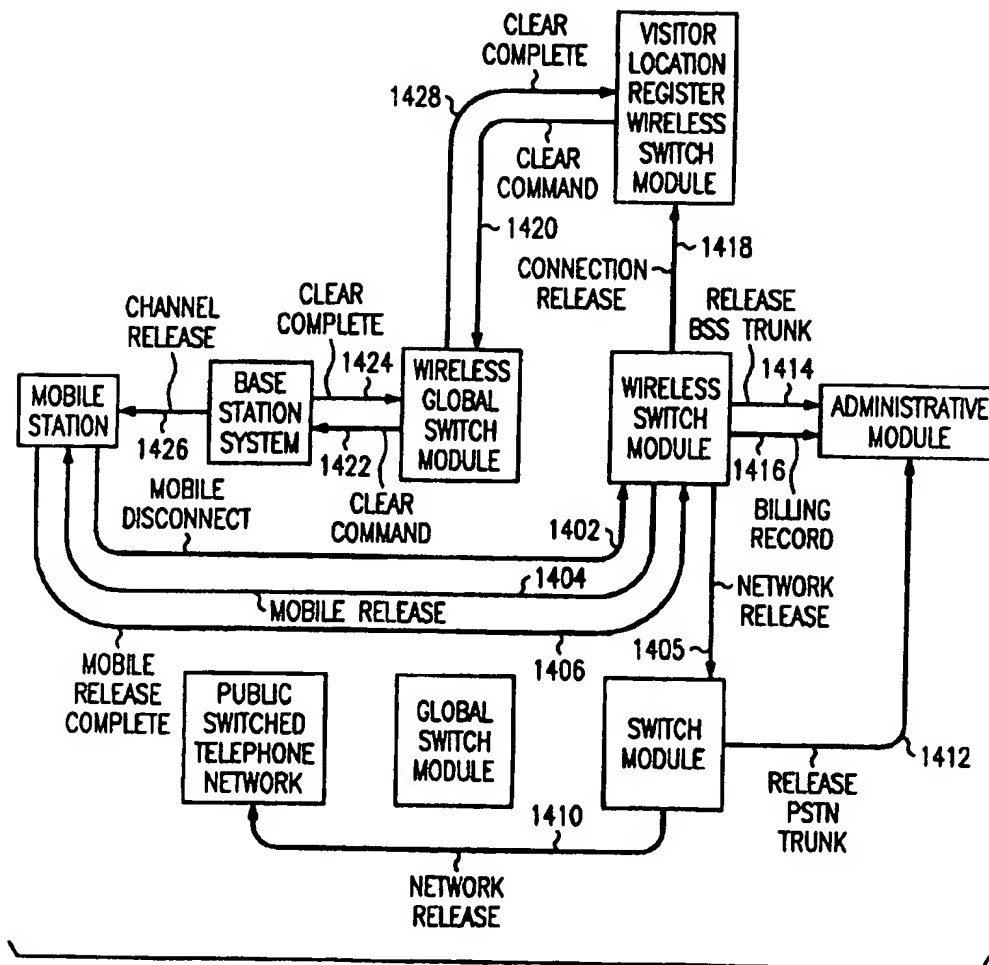 CLEAR
COMPLETE
1428
VISITOR
LOCATION
REGISTER
WIRELESS
SWITCH
MODULE
CLEAR
COMMAND
1420
1418
CONNECTION
RELEASE
CHANNEL
RELEASE
CLEAR
COMPLETE
1424
RELEASE
BSS TRUNK
1414
MOBILE
STATION
1426
BASE
STATION
SYSTEM
1422
WIRELESS
GLOBAL
SWITCH
MODULE
WIRELESS
SWITCH
MODULE
1416
ADMINISTRATIVE
MODULE
MOBILE
DISCONNECT
CLEAR
COMMAND
1402
BILLING
RECORD
1404
MOBILE RELEASE
NETWORK
RELEASE
1406
1405
MOBILE
RELEASE
COMPLETE
PUBLIC
SWITCHED
TELEPHONE
NETWORK
GLOBAL
SWITCH
MODULE
SWITCH
MODULE
1412
RELEASE
PSTN
TRUNK
1410
NETWORK
RELEASE